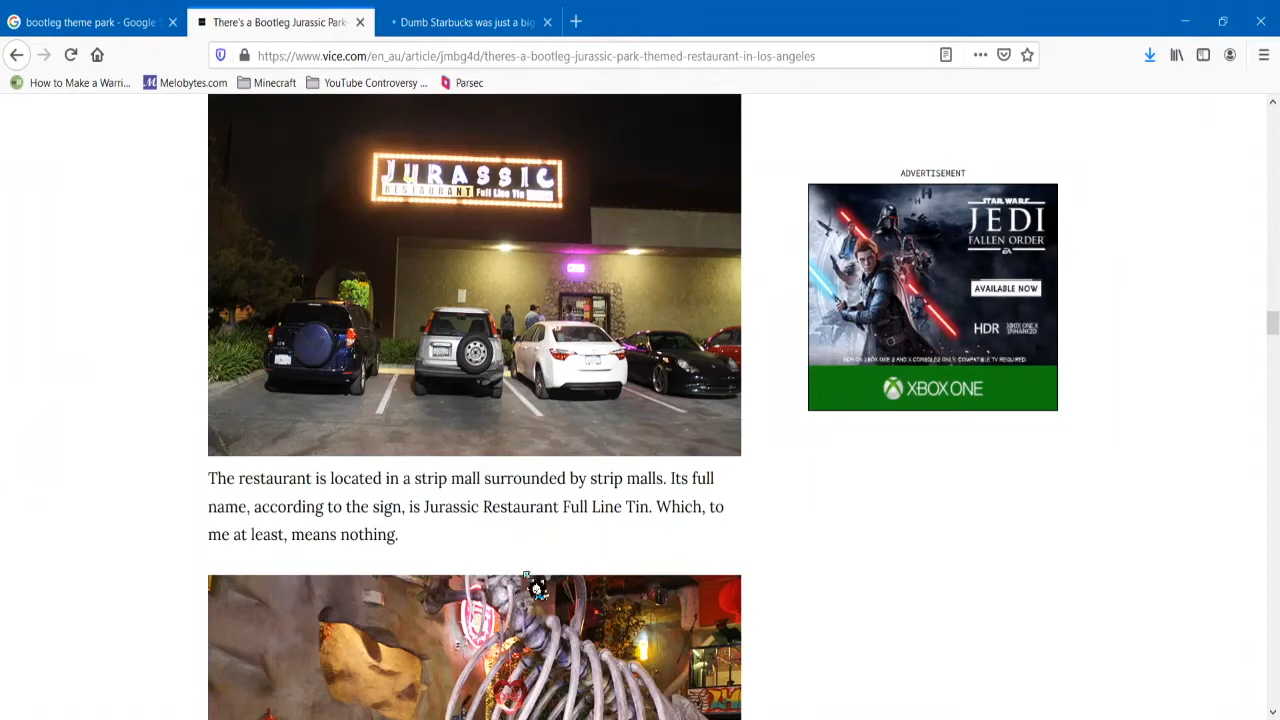 bootleg theme park - Google S
There's a Bootleg Jurassic Park
Dumb Starbucks was just a big
https://www.vice.com/en_au/article/jmbg4d/theres-a-bootleg-jurassic-park-themed-restaurant-in-los-angeles
How to Make a Warri...
Melobytes.com
Minecraft
YouTube Controversy ...
Parsec
JURASSIC
RESTAURANT Full Line Tin
ADVERTISEMENT
STAR WARS
JEDI
FALLEN ORDER
EA
AVAILABLE NOW
HDR XBOX ONE X ENHANCED
XBOX ONE
The restaurant is located in a strip mall surrounded by strip malls. Its full
name, according to the sign, is Jurassic Restaurant Full Line Tin. Which, to
me at least, means nothing.